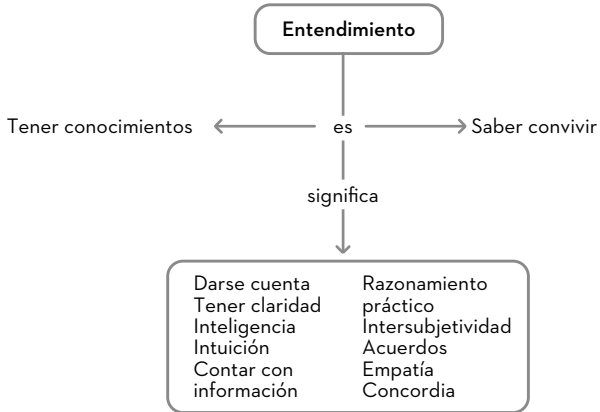 Entendimiento
Tener conocimientos
es
Saber convivir
significa
Darse cuenta
Tener claridad
Inteligencia
Intuición
Contar con
información
Razonamiento
práctico
Intersubjetividad
Acuerdos
Empatía
Concordia